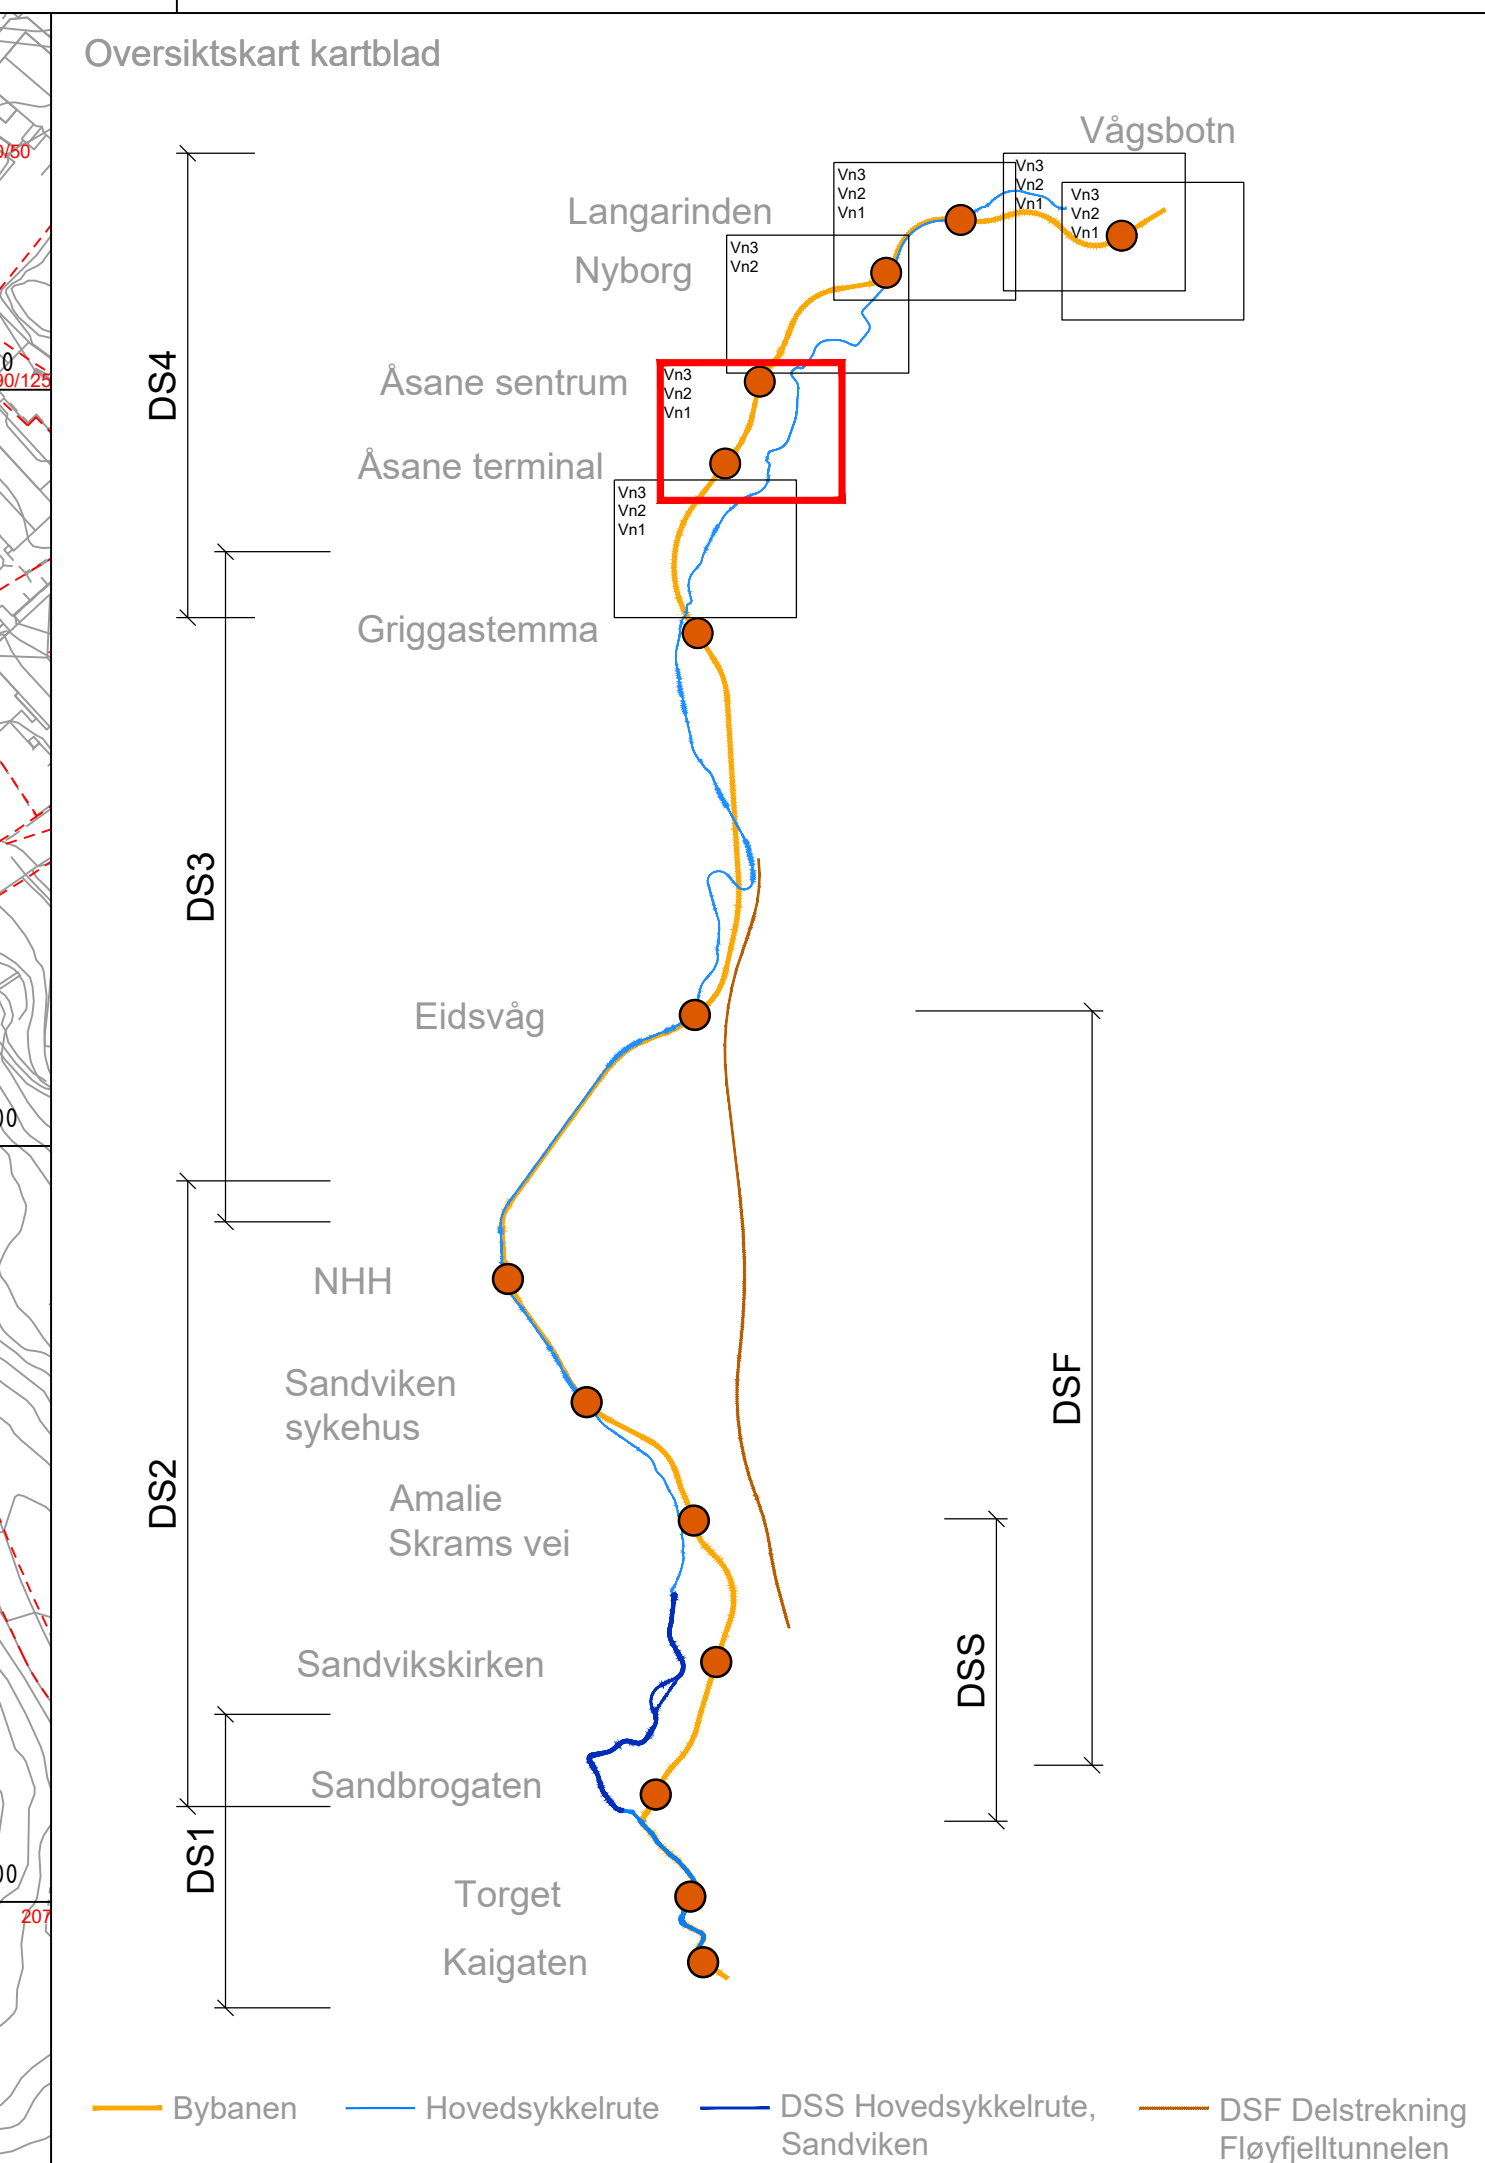 Oversiktskart kartblad
Vågsbotn
Vn3
Vn2
Vn1
Vn3
Vn2
Vn1
Vn3
Vn2
Vn1
Langarinden
Vn3
Vn2
Nyborg
Åsane sentrum
Vn3
Vn2
Vn1
Åsane terminal
Vn3
Vn2
Vn1
Griggastemma
DS4
DS3
Eidsvåg
NHH
Sandviken
sykehus
DSF
Amalie
Skrams vei
DS2
Sandvikskirken
DSS
Sandbrogaten
DS1
Torget
Kaigaten
207
Bybanen
Hovedsykkelrute
DSS Hovedsykkelrute,
Sandviken
DSF Delstrekning
Fløyfjelltunnelen